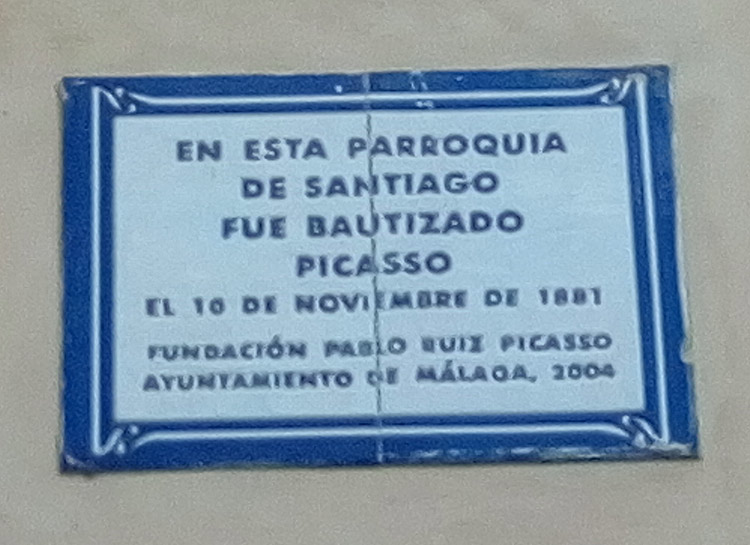 EN ESTA PARROQUIA
DE SANTIAGO
FUE BAUTIZADO
PICASSO
EL 10 DE NOVIEMBRE DE 1881
FUNDACIÓN PABLO RUIZ PICASSO
AYUNTAMIENTO DE MÁLAGA, 2004